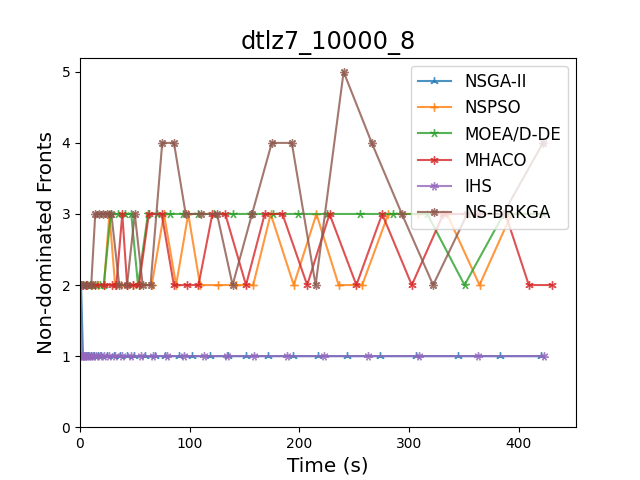 dtlz7_10000_8
Non-dominated Fronts
5
4
3
2
1
0
NSGA-II
NSPSO
MOEA/D-DE
MHACO
IHS
NS-BRKGA
0 100 200 300 400
Time (s)